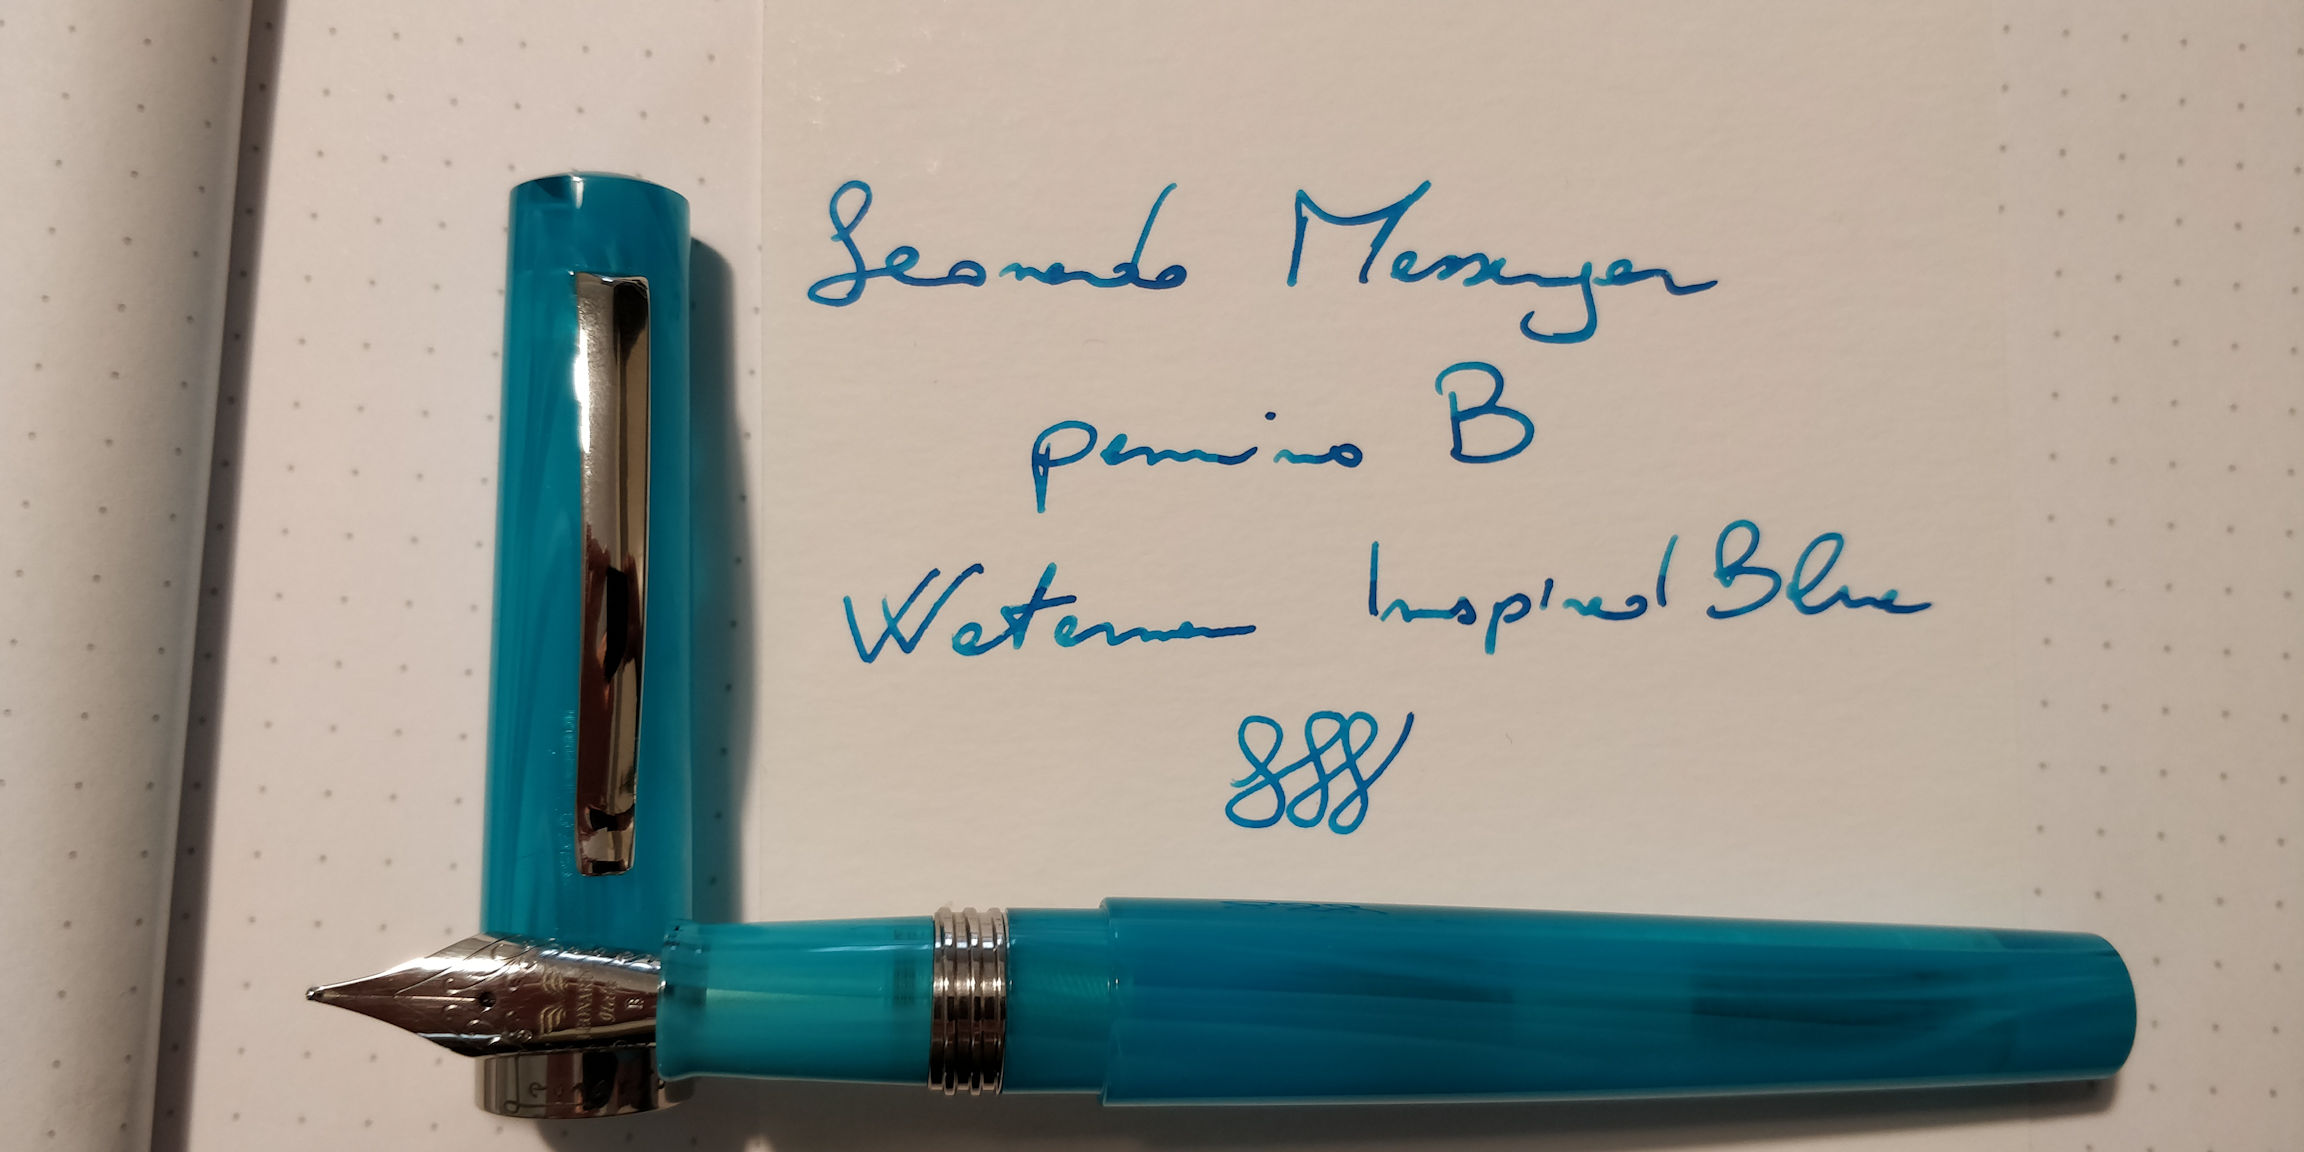 Leonardo Messenger
pennino B
Waterman Inspired Blue
B